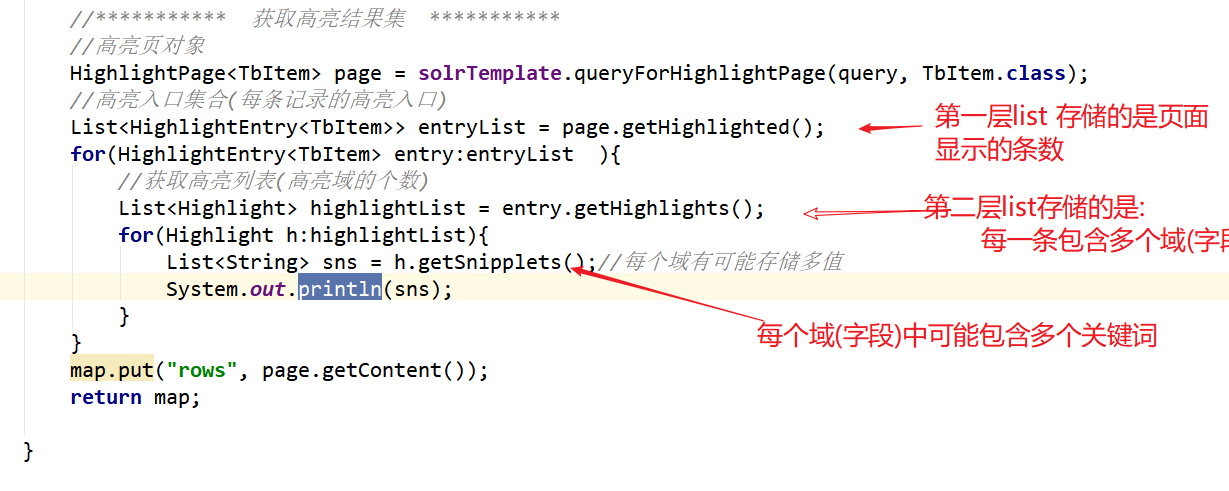 //*********** 获取高亮结果集 ***********
//高亮页对象
HighlightPage<TbItem> page = solrTemplate.queryForHighlightPage(query, TbItem.class);
//高亮入口集合(每条记录的高亮入口)
List<HighlightEntry<TbItem>> entryList = page.getHighlighted();
第一层list 存储的是页面
显示的条数
for(HighlightEntry<TbItem> entry:entryList ){
//获取高亮列表(高亮域的个数)
List<Highlight> highlightList = entry.getHighlights();
第二层list存储的是:
每一条包含多个域(字段
for(Highlight h:highlightList){
List<String> sns = h.getSnipplets();//每个域有可能存储多值
System.out.println(sns);
}
每个域(字段)中可能包含多个关键词
}
map.put("rows", page.getContent());
return map;
}